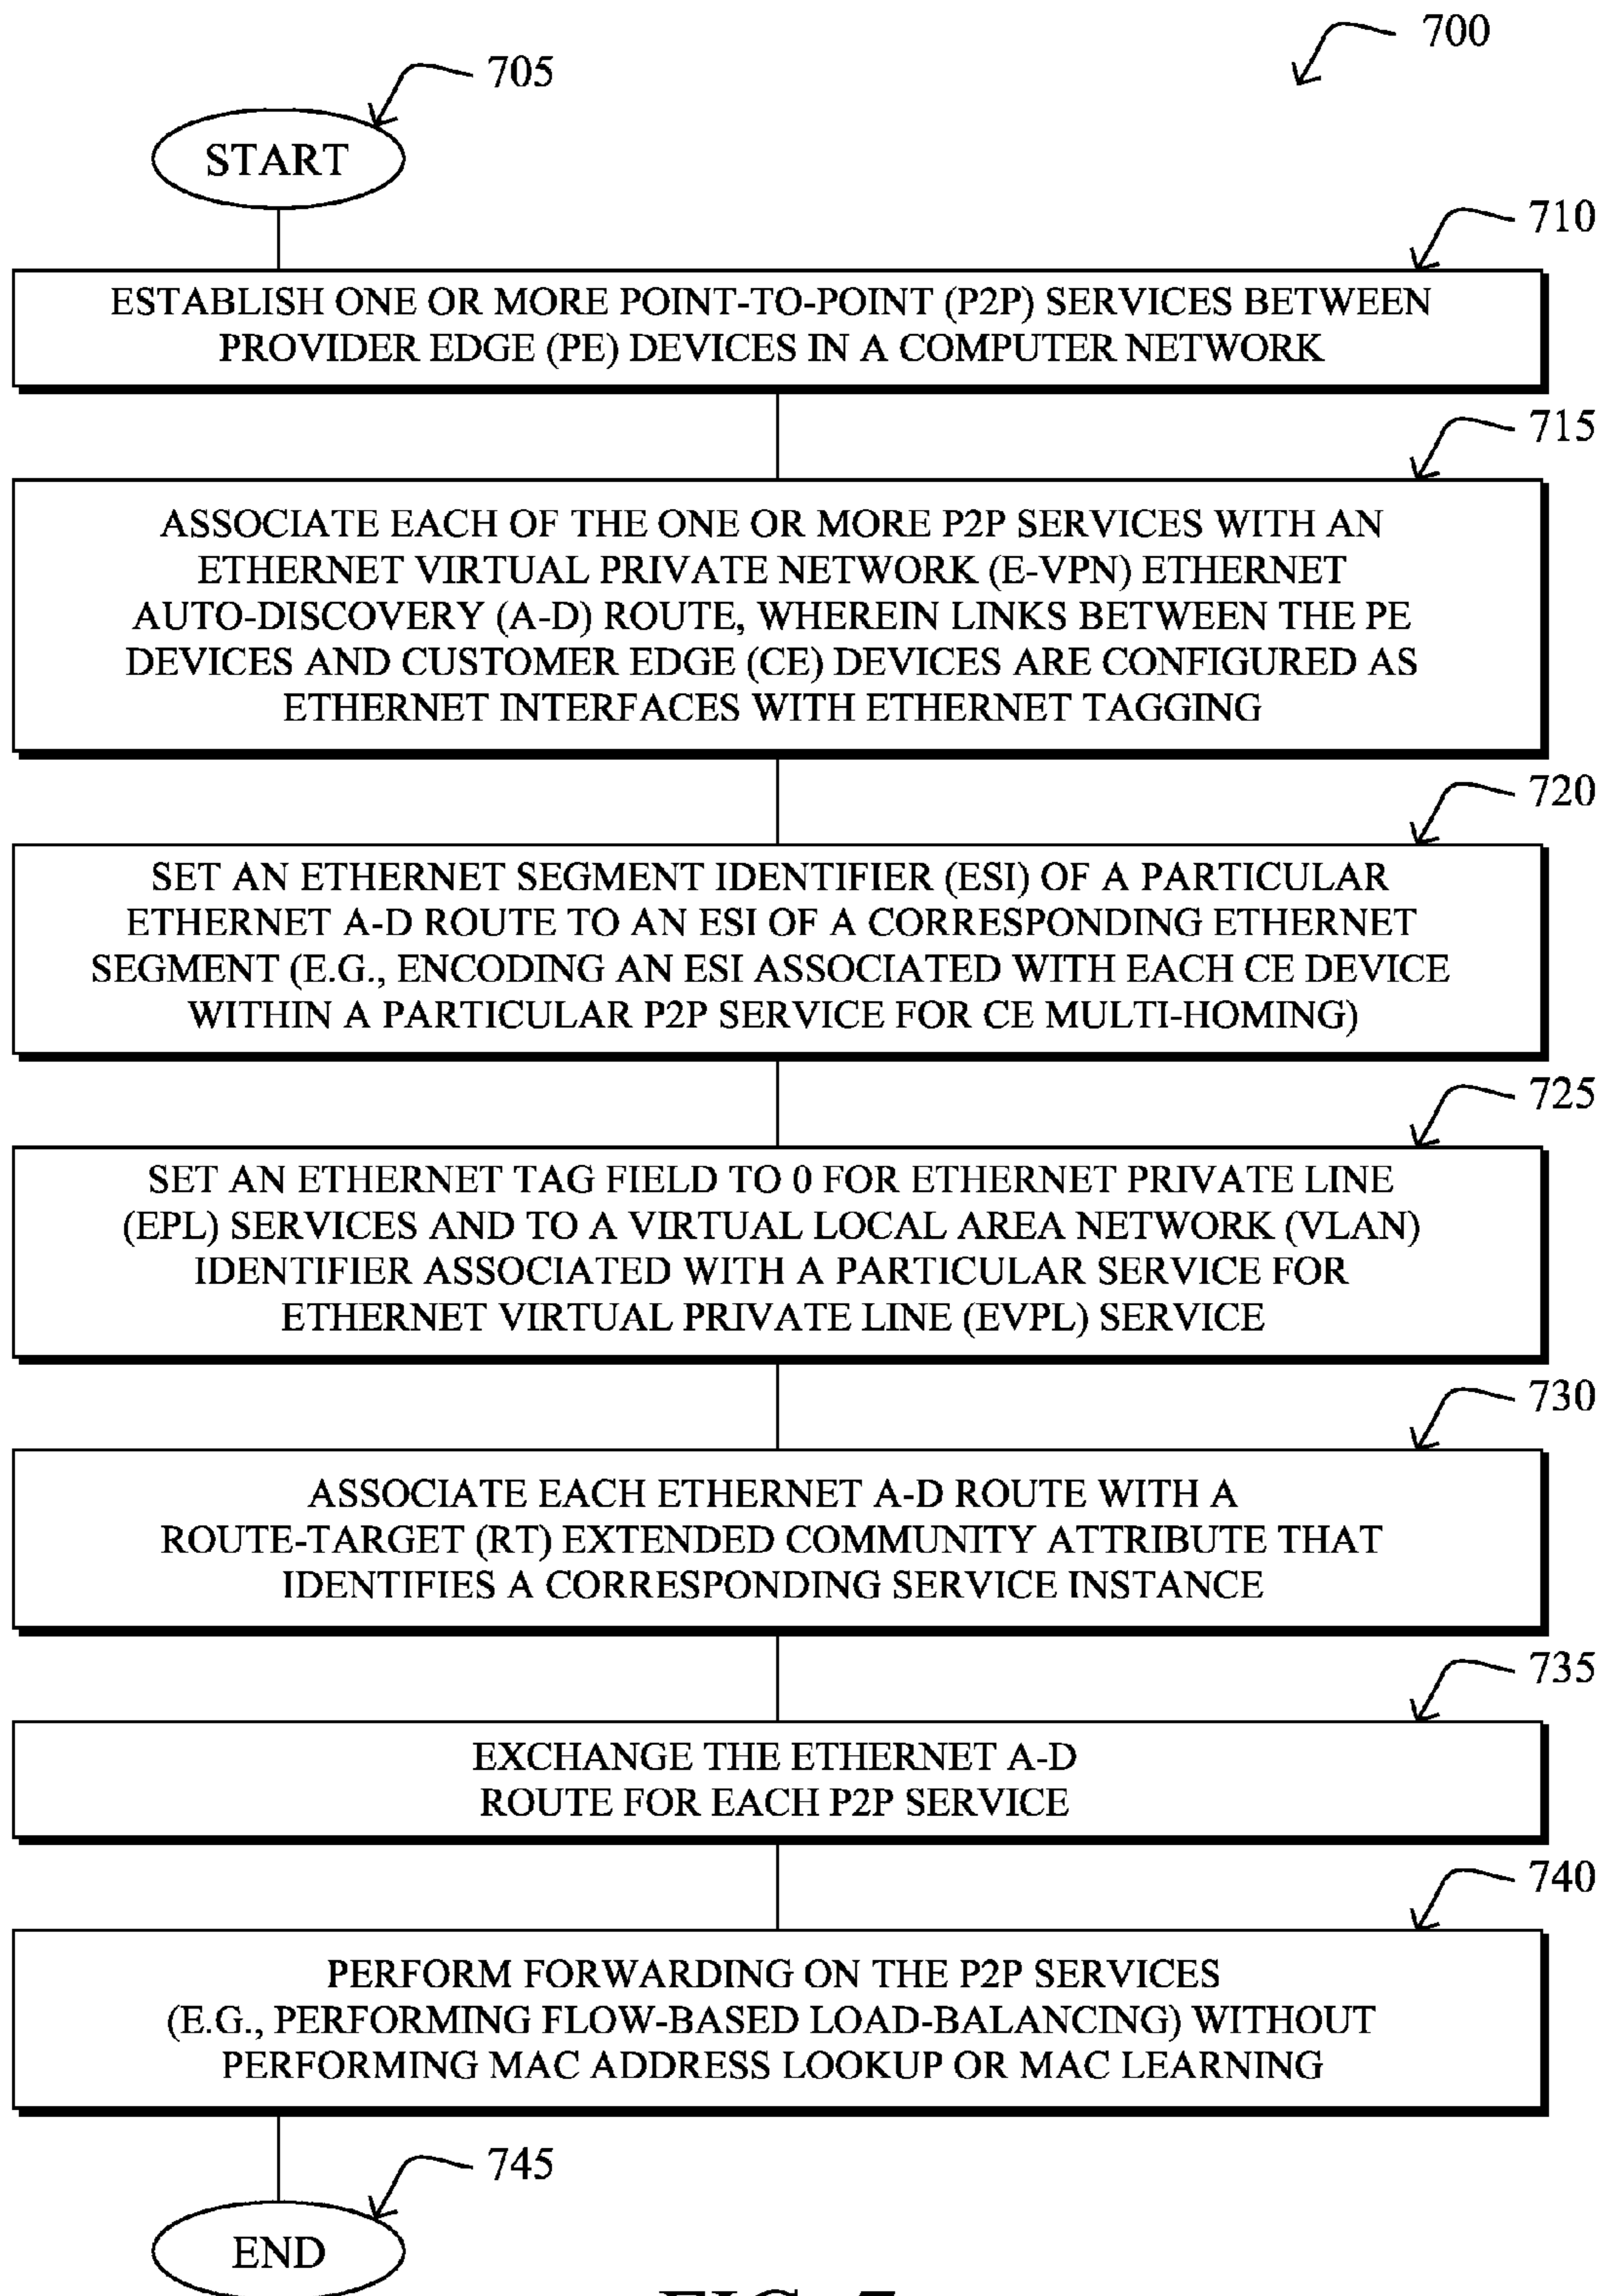 700
705
START
710
ESTABLISH ONE OR MORE POINT-TO-POINT (P2P) SERVICES BETWEEN
PROVIDER EDGE (PE) DEVICES IN A COMPUTER NETWORK
715
ASSOCIATE EACH OF THE ONE OR MORE P2P SERVICES WITH AN
ETHERNET VIRTUAL PRIVATE NETWORK (E-VPN) ETHERNET
AUTO-DISCOVERY (A-D) ROUTE, WHEREIN LINKS BETWEEN THE PE
DEVICES AND CUSTOMER EDGE (CE) DEVICES ARE CONFIGURED AS
ETHERNET INTERFACES WITH ETHERNET TAGGING
720
SET AN ETHERNET SEGMENT IDENTIFIER (ESI) OF A PARTICULAR
ETHERNET A-D ROUTE TO AN ESI OF A CORRESPONDING ETHERNET
SEGMENT (E.G., ENCODING AN ESI ASSOCIATED WITH EACH CE DEVICE
WITHIN A PARTICULAR P2P SERVICE FOR CE MULTI-HOMING)
725
SET AN ETHERNET TAG FIELD TO 0 FOR ETHERNET PRIVATE LINE
(EPL) SERVICES AND TO A VIRTUAL LOCAL AREA NETWORK (VLAN)
IDENTIFIER ASSOCIATED WITH A PARTICULAR SERVICE FOR
ETHERNET VIRTUAL PRIVATE LINE (EVPL) SERVICE
730
ASSOCIATE EACH ETHERNET A-D ROUTE WITH A
ROUTE-TARGET (RT) EXTENDED COMMUNITY ATTRIBUTE THAT
IDENTIFIES A CORRESPONDING SERVICE INSTANCE
735
EXCHANGE THE ETHERNET A-D
ROUTE FOR EACH P2P SERVICE
740
PERFORM FORWARDING ON THE P2P SERVICES
(E.G., PERFORMING FLOW-BASED LOAD-BALANCING) WITHOUT
PERFORMING MAC ADDRESS LOOKUP OR MAC LEARNING
745
END